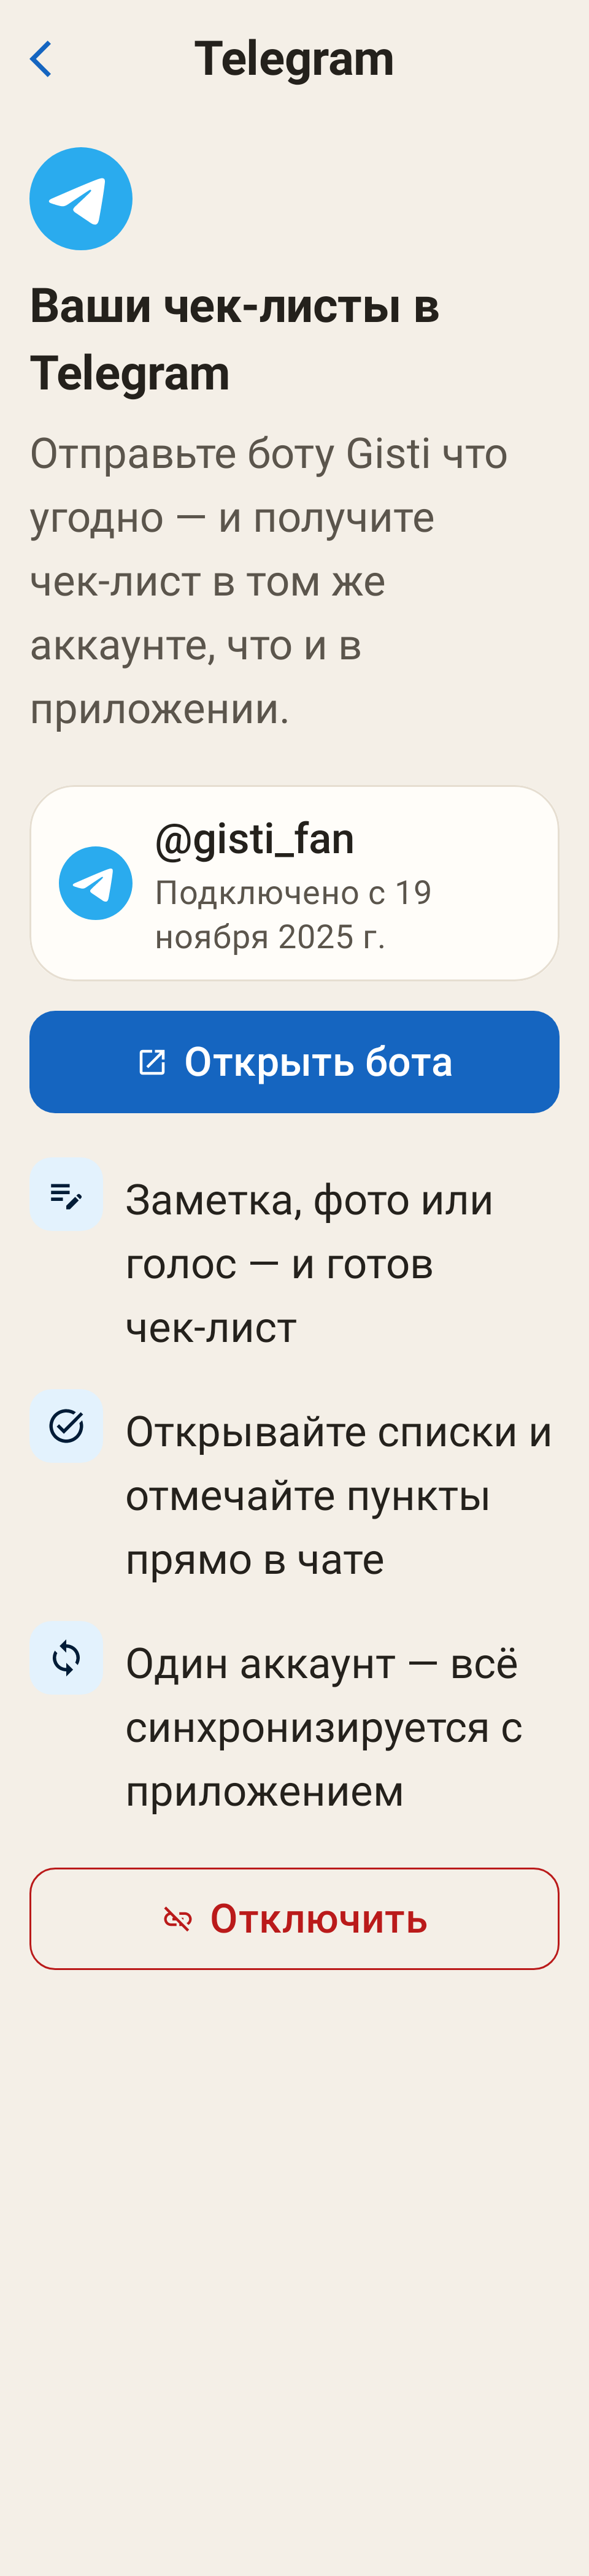 Telegram
Ваши чек-листы в
Telegram
Отправьте боту Gisti что
угодно — и получите
чек-лист в том же
аккаунте, что и в
приложении.
@gisti_fan
Подключено с 19
ноября 2025 г.
Открыть бота
Заметка, фото или
голос — и готов
чек-лист
Открывайте списки и
отмечайте пункты
прямо в чате
Один аккаунт — всё
синхронизируется с
приложением
Отключить